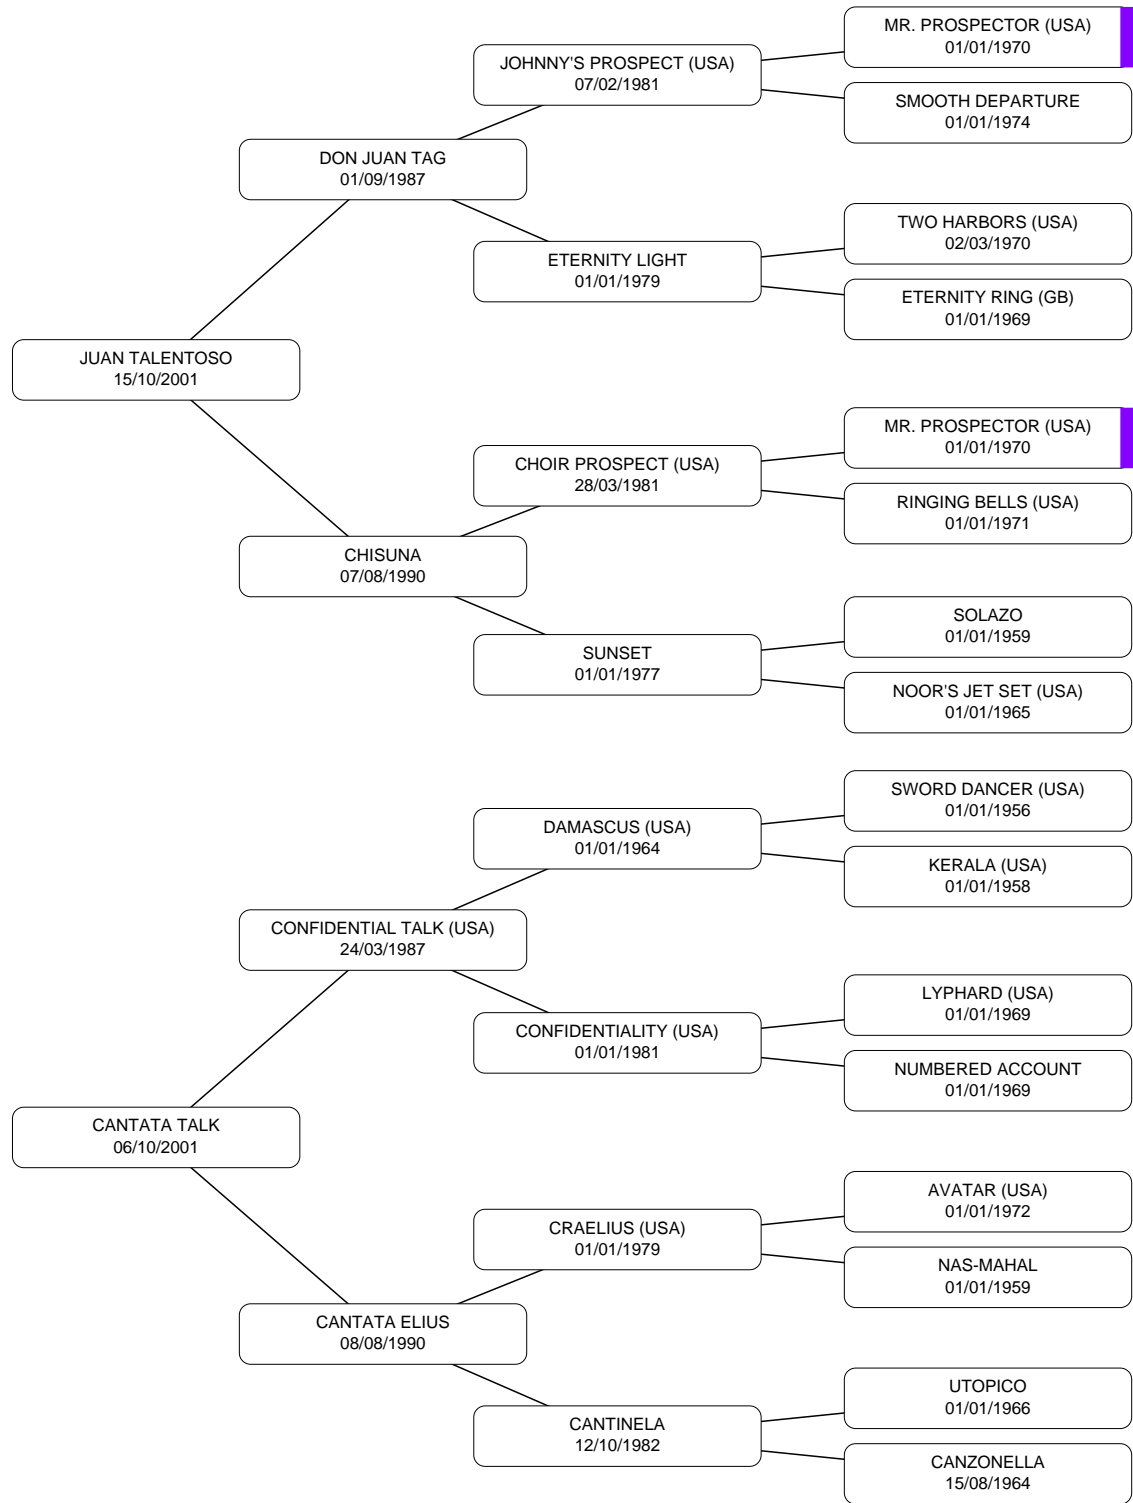 MR. PROSPECTOR (USA)
01/01/1970
JOHNNY'S PROSPECT (USA)
07/02/1981
SMOOTH DEPARTURE
01/01/1974
DON JUAN TAG
01/09/1987
TWO HARBORS (USA)
02/03/1970
ETERNITY LIGHT
01/01/1979
ETERNITY RING (GB)
01/01/1969
JUAN TALENTOSO
15/10/2001
MR. PROSPECTOR (USA)
01/01/1970
CHOIR PROSPECT (USA)
28/03/1981
RINGING BELLS (USA)
01/01/1971
CHISUNA
07/08/1990
SOLAZO
01/01/1959
SUNSET
01/01/1977
NOOR'S JET SET (USA)
01/01/1965
SWORD DANCER (USA)
01/01/1956
DAMASCUS (USA)
01/01/1964
KERALA (USA)
01/01/1958
CONFIDENTIAL TALK (USA)
24/03/1987
LYPHARD (USA)
01/01/1969
CONFIDENTIALITY (USA)
01/01/1981
NUMBERED ACCOUNT
01/01/1969
CANTATA TALK
06/10/2001
AVATAR (USA)
01/01/1972
CRAELIUS (USA)
01/01/1979
NAS-MAHAL
01/01/1959
CANTATA ELIUS
08/08/1990
UTOPICO
01/01/1966
CANTINELA
12/10/1982
CANZONELLA
15/08/1964